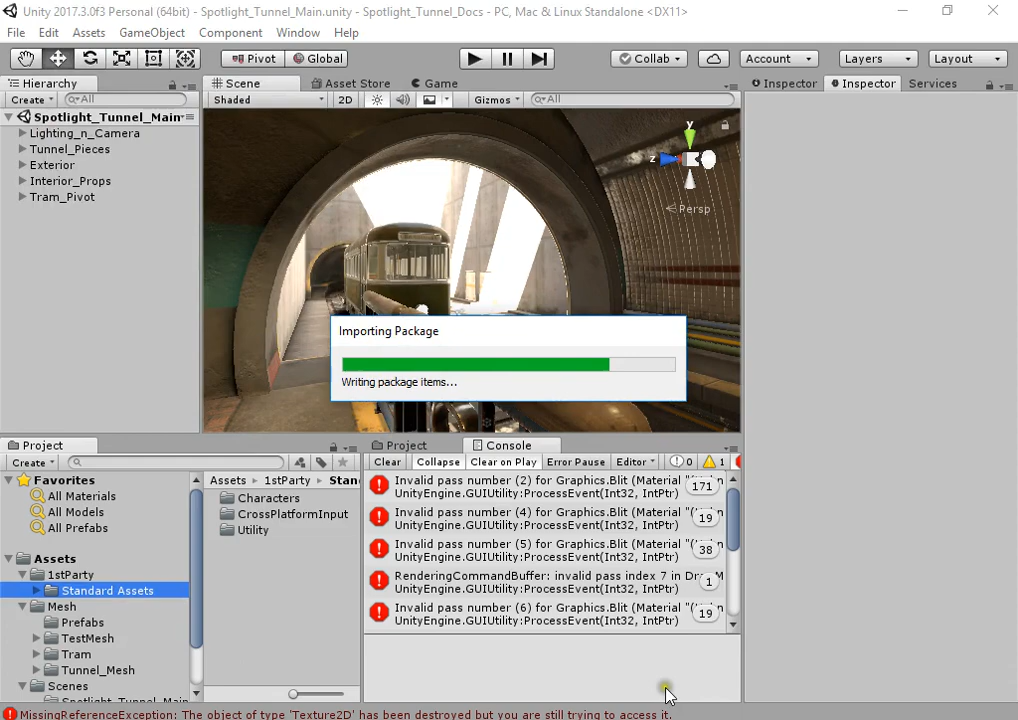 Unity 2017.3.0f3 Personal (64bit) - Spotlight_Tunnel_Main.unity - Spotlight_Tunnel_Docs - PC, Mac & Linux Standalone <DX11>
File Edit Assets GameObject Component Window Help
Pivot Global Collab Account Layers Layout
Hierarchy Scene Asset Store Game Inspector Inspector Services
Create All Shaded 2D Gizmos All
Spotlight_Tunnel_Main
Lighting_n_Camera
Tunnel_Pieces
Exterior
Interior_Props
Tram_Pivot
y
z
Persp
Importing Package
Writing package items...
Project Project Console
Create Clear Collapse Clear on Play Error Pause Editor 0 1
Favorites
All Materials
All Models
All Prefabs
Assets
1stParty
Standard Assets
Mesh
Prefabs
TestMesh
Tram
Tunnel_Mesh
Scenes
Assets 1stParty Stan
Characters
CrossPlatformInput
Utility
Invalid pass number (2) for Graphics.Blit (Material
UnityEngine.GUIUtility:ProcessEvent(Int32, IntPtr) 171
Invalid pass number (4) for Graphics.Blit (Material
UnityEngine.GUIUtility:ProcessEvent(Int32, IntPtr) 19
Invalid pass number (5) for Graphics.Blit (Material
UnityEngine.GUIUtility:ProcessEvent(Int32, IntPtr) 38
RenderingCommandBuffer: invalid pass index 7 in
UnityEngine.GUIUtility:ProcessEvent(Int32, IntPtr) 1
Invalid pass number (6) for Graphics.Blit (Material
UnityEngine.GUIUtility:ProcessEvent(Int32, IntPtr) 19
MissingReferenceException: The object of type 'Texture2D' has been destroyed but you are still trying to access it.